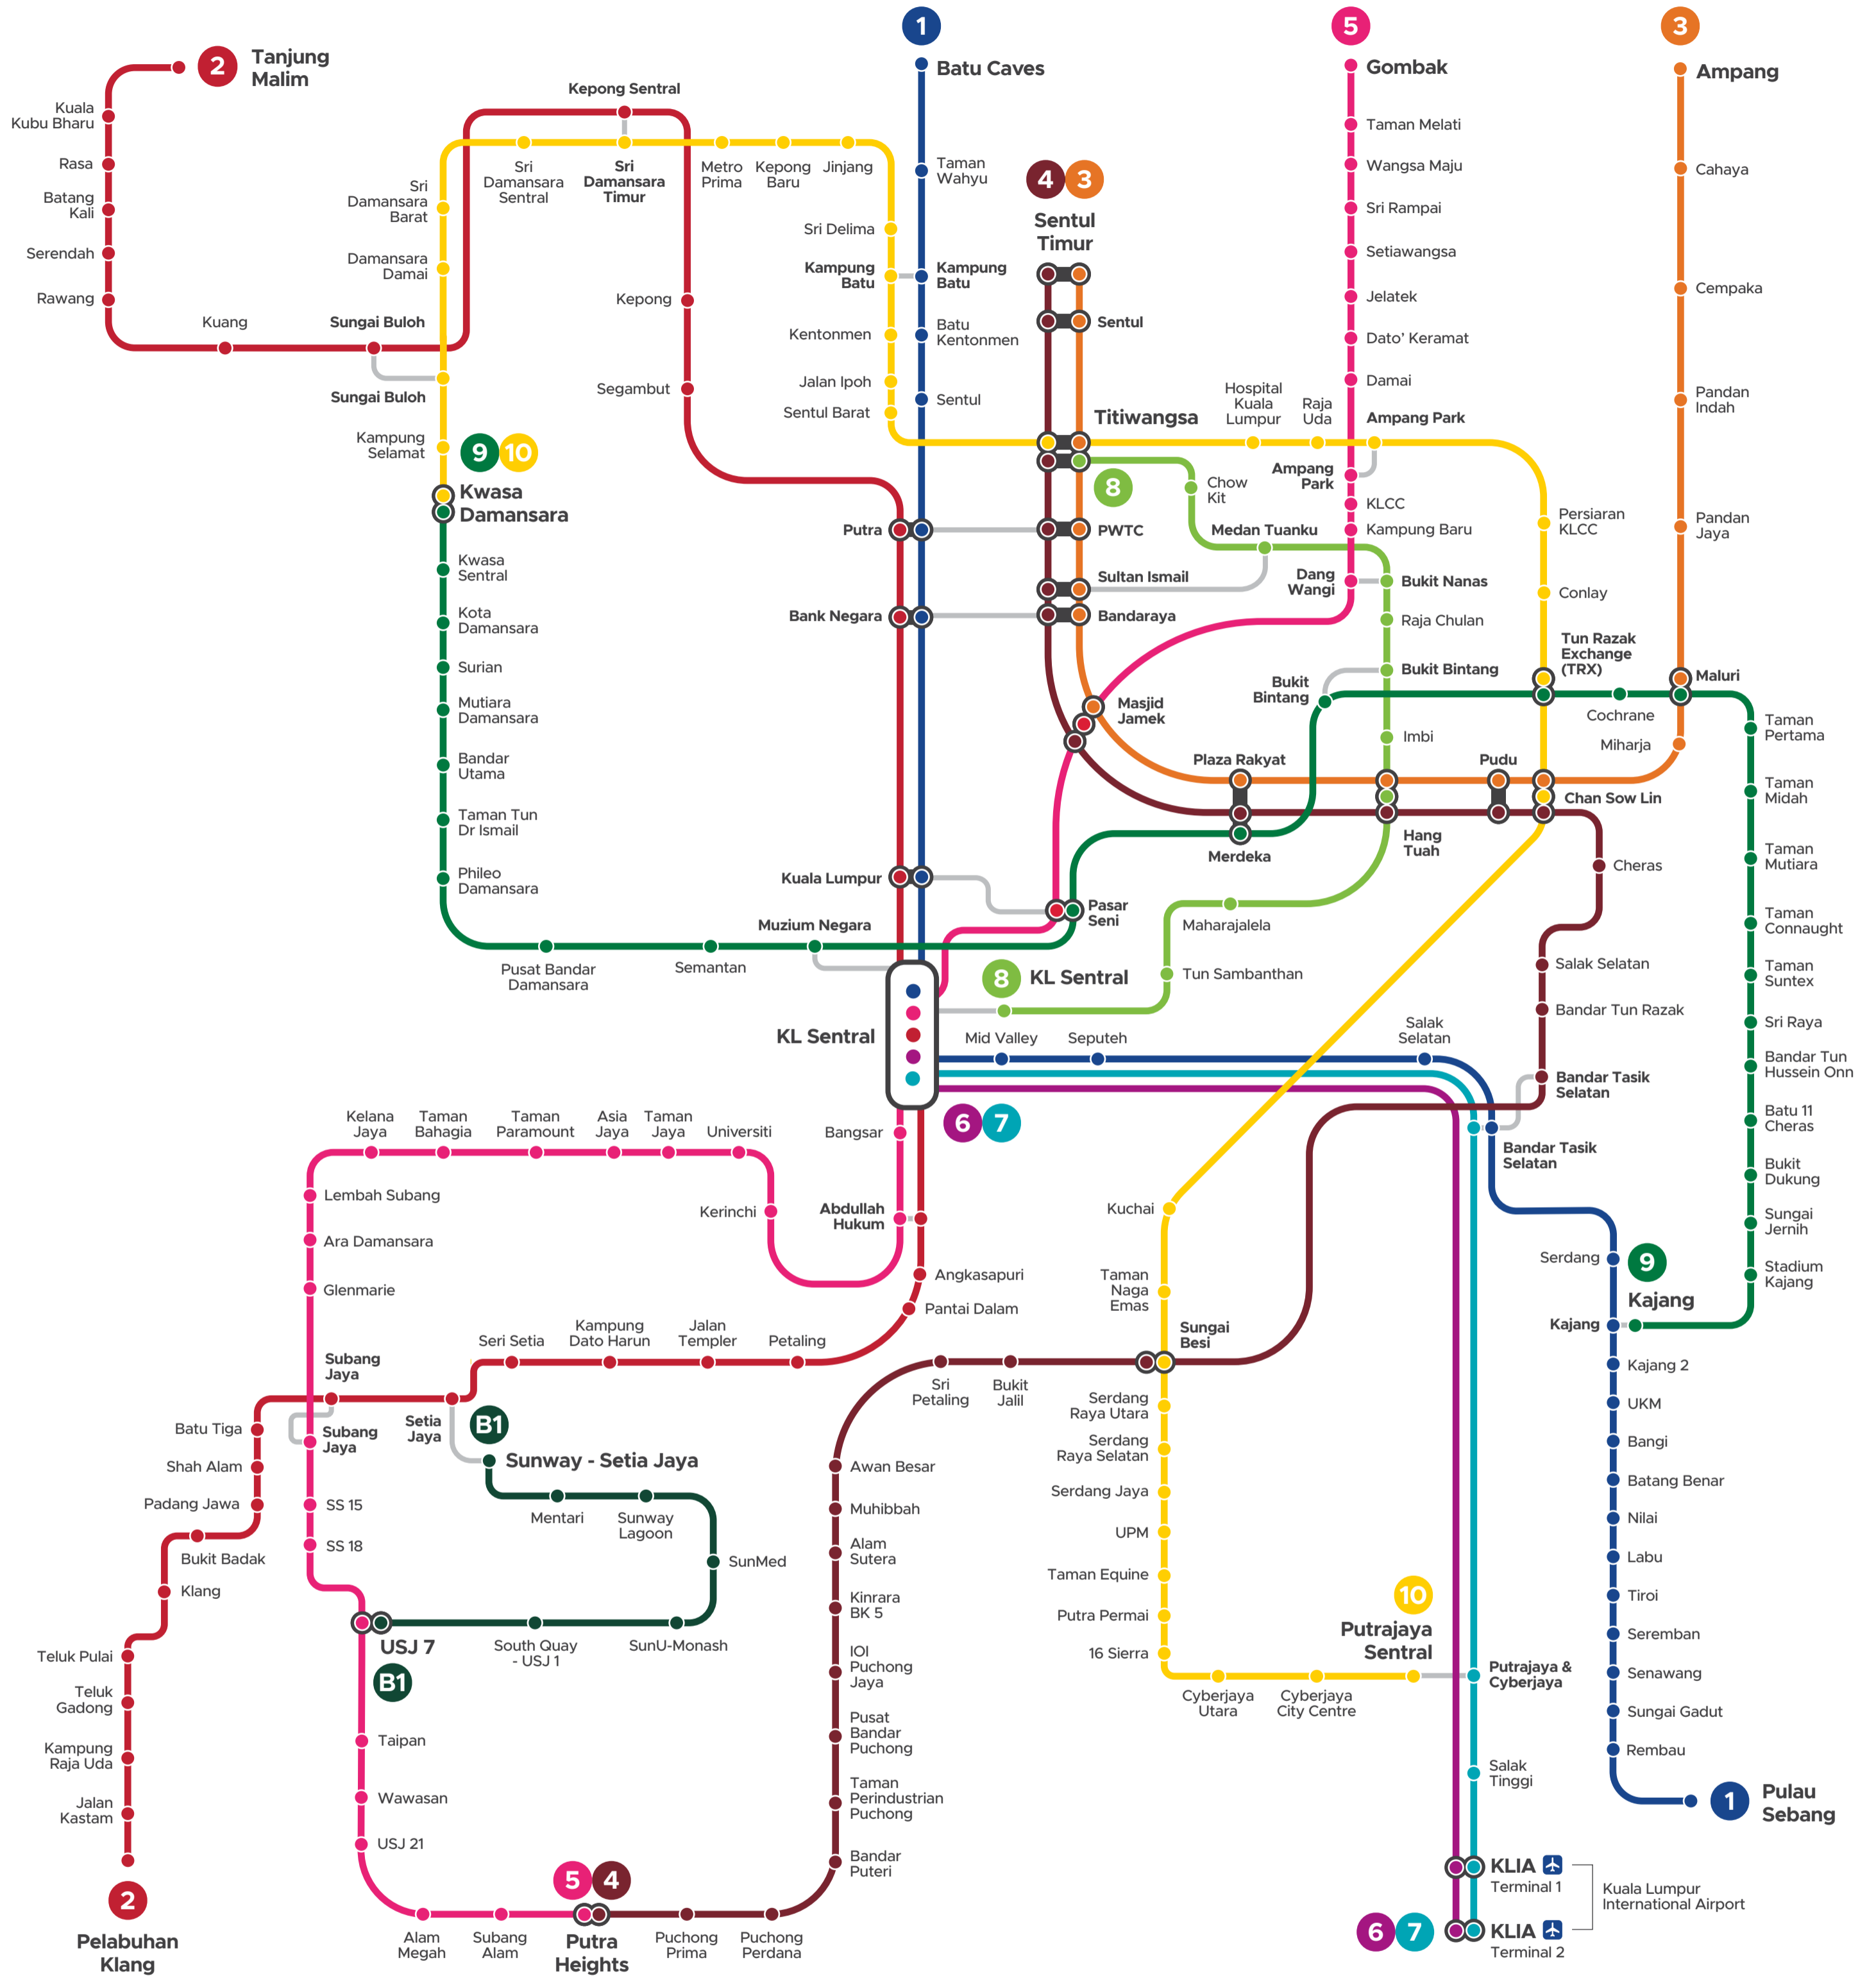 1
5
3
2
Tanjung
Malim
Batu Caves
Gombak
Ampang
Kuala
Kubu Bharu
Rasa
Batang
Kali
Serendah
Rawang
Kuang
Sungai Buloh
Sungai Buloh
Kepong Sentral
Sri
Damansara
Sentral
Sri
Damansara
Timur
Metro
Prima
Kepong
Baru
Jinjang
Sri
Damansara
Barat
Damansara
Damai
Kampung
Selamat
Kepong
Segambut
Sri Delima
Kampung
Batu
Kentonmen
Jalan Ipoh
Sentul Barat
Taman
Wahyu
Kampung
Batu
Batu
Kentonmen
Sentul
4
3
Sentul
Timur
Sentul
Titiwangsa
8
Taman Melati
Wangsa Maju
Sri Rampai
Setiawangsa
Jelatek
Dato' Keramat
Damai
Ampang Park
Hospital
Kuala
Lumpur
Raja
Uda
Ampang
Park
KLCC
Kampung Baru
Dang
Wangi
Cahaya
Cempaka
Pandan
Indah
Pandan
Jaya
Maluri
Miharja
9
10
Kwasa
Damansara
Kwasa
Sentral
Kota
Damansara
Surian
Mutiara
Damansara
Bandar
Utama
Taman Tun
Dr Ismail
Phileo
Damansara
Pusat Bandar
Damansara
Semantan
Muzium Negara
Putra
Bank Negara
Kuala Lumpur
PWTC
Sultan Ismail
Bandaraya
Masjid
Jamek
Plaza Rakyat
Merdeka
Pasar
Seni
Chow
Kit
Medan Tuanku
Bukit Nanas
Raja Chulan
Bukit
Bintang
Bukit Bintang
Imbi
Hang
Tuah
Pudu
Chan Sow Lin
Persiaran
KLCC
Conlay
Tun Razak
Exchange
(TRX)
Cochrane
Maharajalela
Tun Sambanthan
8
KL Sentral
KL Sentral
6
7
Mid Valley
Seputeh
Salak
Selatan
Cheras
Salak Selatan
Bandar Tun Razak
Bandar Tasik
Selatan
Bandar Tasik
Selatan
Taman
Pertama
Taman
Midah
Taman
Mutiara
Taman
Connaught
Taman
Suntex
Sri Raya
Bandar Tun
Hussein Onn
Batu 11
Cheras
Bukit
Dukung
Sungai
Jernih
Stadium
Kajang
9
Kajang
Serdang
Kajang
Kajang 2
UKM
Bangi
Batang Benar
Nilai
Labu
Tiroi
Seremban
Senawang
Sungai Gadut
Rembau
1
Pulau
Sebang
Kelana
Jaya
Taman
Bahagia
Taman
Paramount
Asia
Jaya
Taman
Jaya
Universiti
Kerinchi
Bangsar
Abdullah
Hukum
Angkasapuri
Pantai Dalam
Lembah Subang
Ara Damansara
Glenmarie
Subang
Jaya
Subang
Jaya
SS 15
SS 18
Seri Setia
Kampung
Dato Harun
Jalan
Templer
Petaling
Setia
Jaya
Batu Tiga
Shah Alam
Padang Jawa
Bukit Badak
Klang
Teluk Pulai
Teluk
Gadong
Kampung
Raja Uda
Jalan
Kastam
2
Pelabuhan
Klang
B1
Sunway - Setia Jaya
Mentari
Sunway
Lagoon
SunMed
SunU-Monash
South Quay
- USJ 1
USJ 7
B1
Taipan
Wawasan
USJ 21
Alam
Megah
Subang
Alam
5
4
Putra
Heights
Puchong
Prima
Puchong
Perdana
Bandar
Puteri
Taman
Perindustrian
Puchong
Pusat
Bandar
Puchong
IOI
Puchong
Jaya
Kinrara
BK 5
Alam
Sutera
Muhibbah
Awan Besar
Sri
Petaling
Bukit
Jalil
Sungai
Besi
Kuchai
Taman
Naga
Emas
Serdang
Raya Utara
Serdang
Raya Selatan
Serdang Jaya
UPM
Taman Equine
Putra Permai
16 Sierra
Cyberjaya
Utara
Cyberjaya
City Centre
10
Putrajaya
Sentral
Putrajaya &
Cyberjaya
Salak
Tinggi
KLIA
Terminal 1
Kuala Lumpur
International Airport
6
7
KLIA
Terminal 2